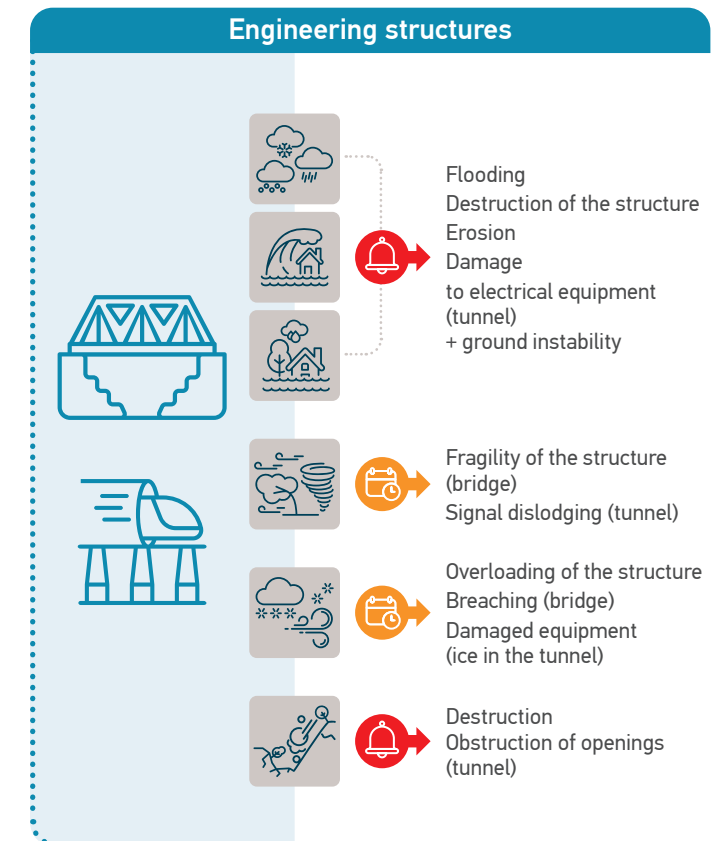 Engineering structures
Flooding
Destruction of the structure
Erosion
Damage
to electrical equipment
(tunnel)
+ ground instability
Fragility of the structure
(bridge)
Signal dislodging (tunnel)
Overloading of the structure
Breaching (bridge)
Damaged equipment
(ice in the tunnel)
Destruction
Obstruction of openings
(tunnel)